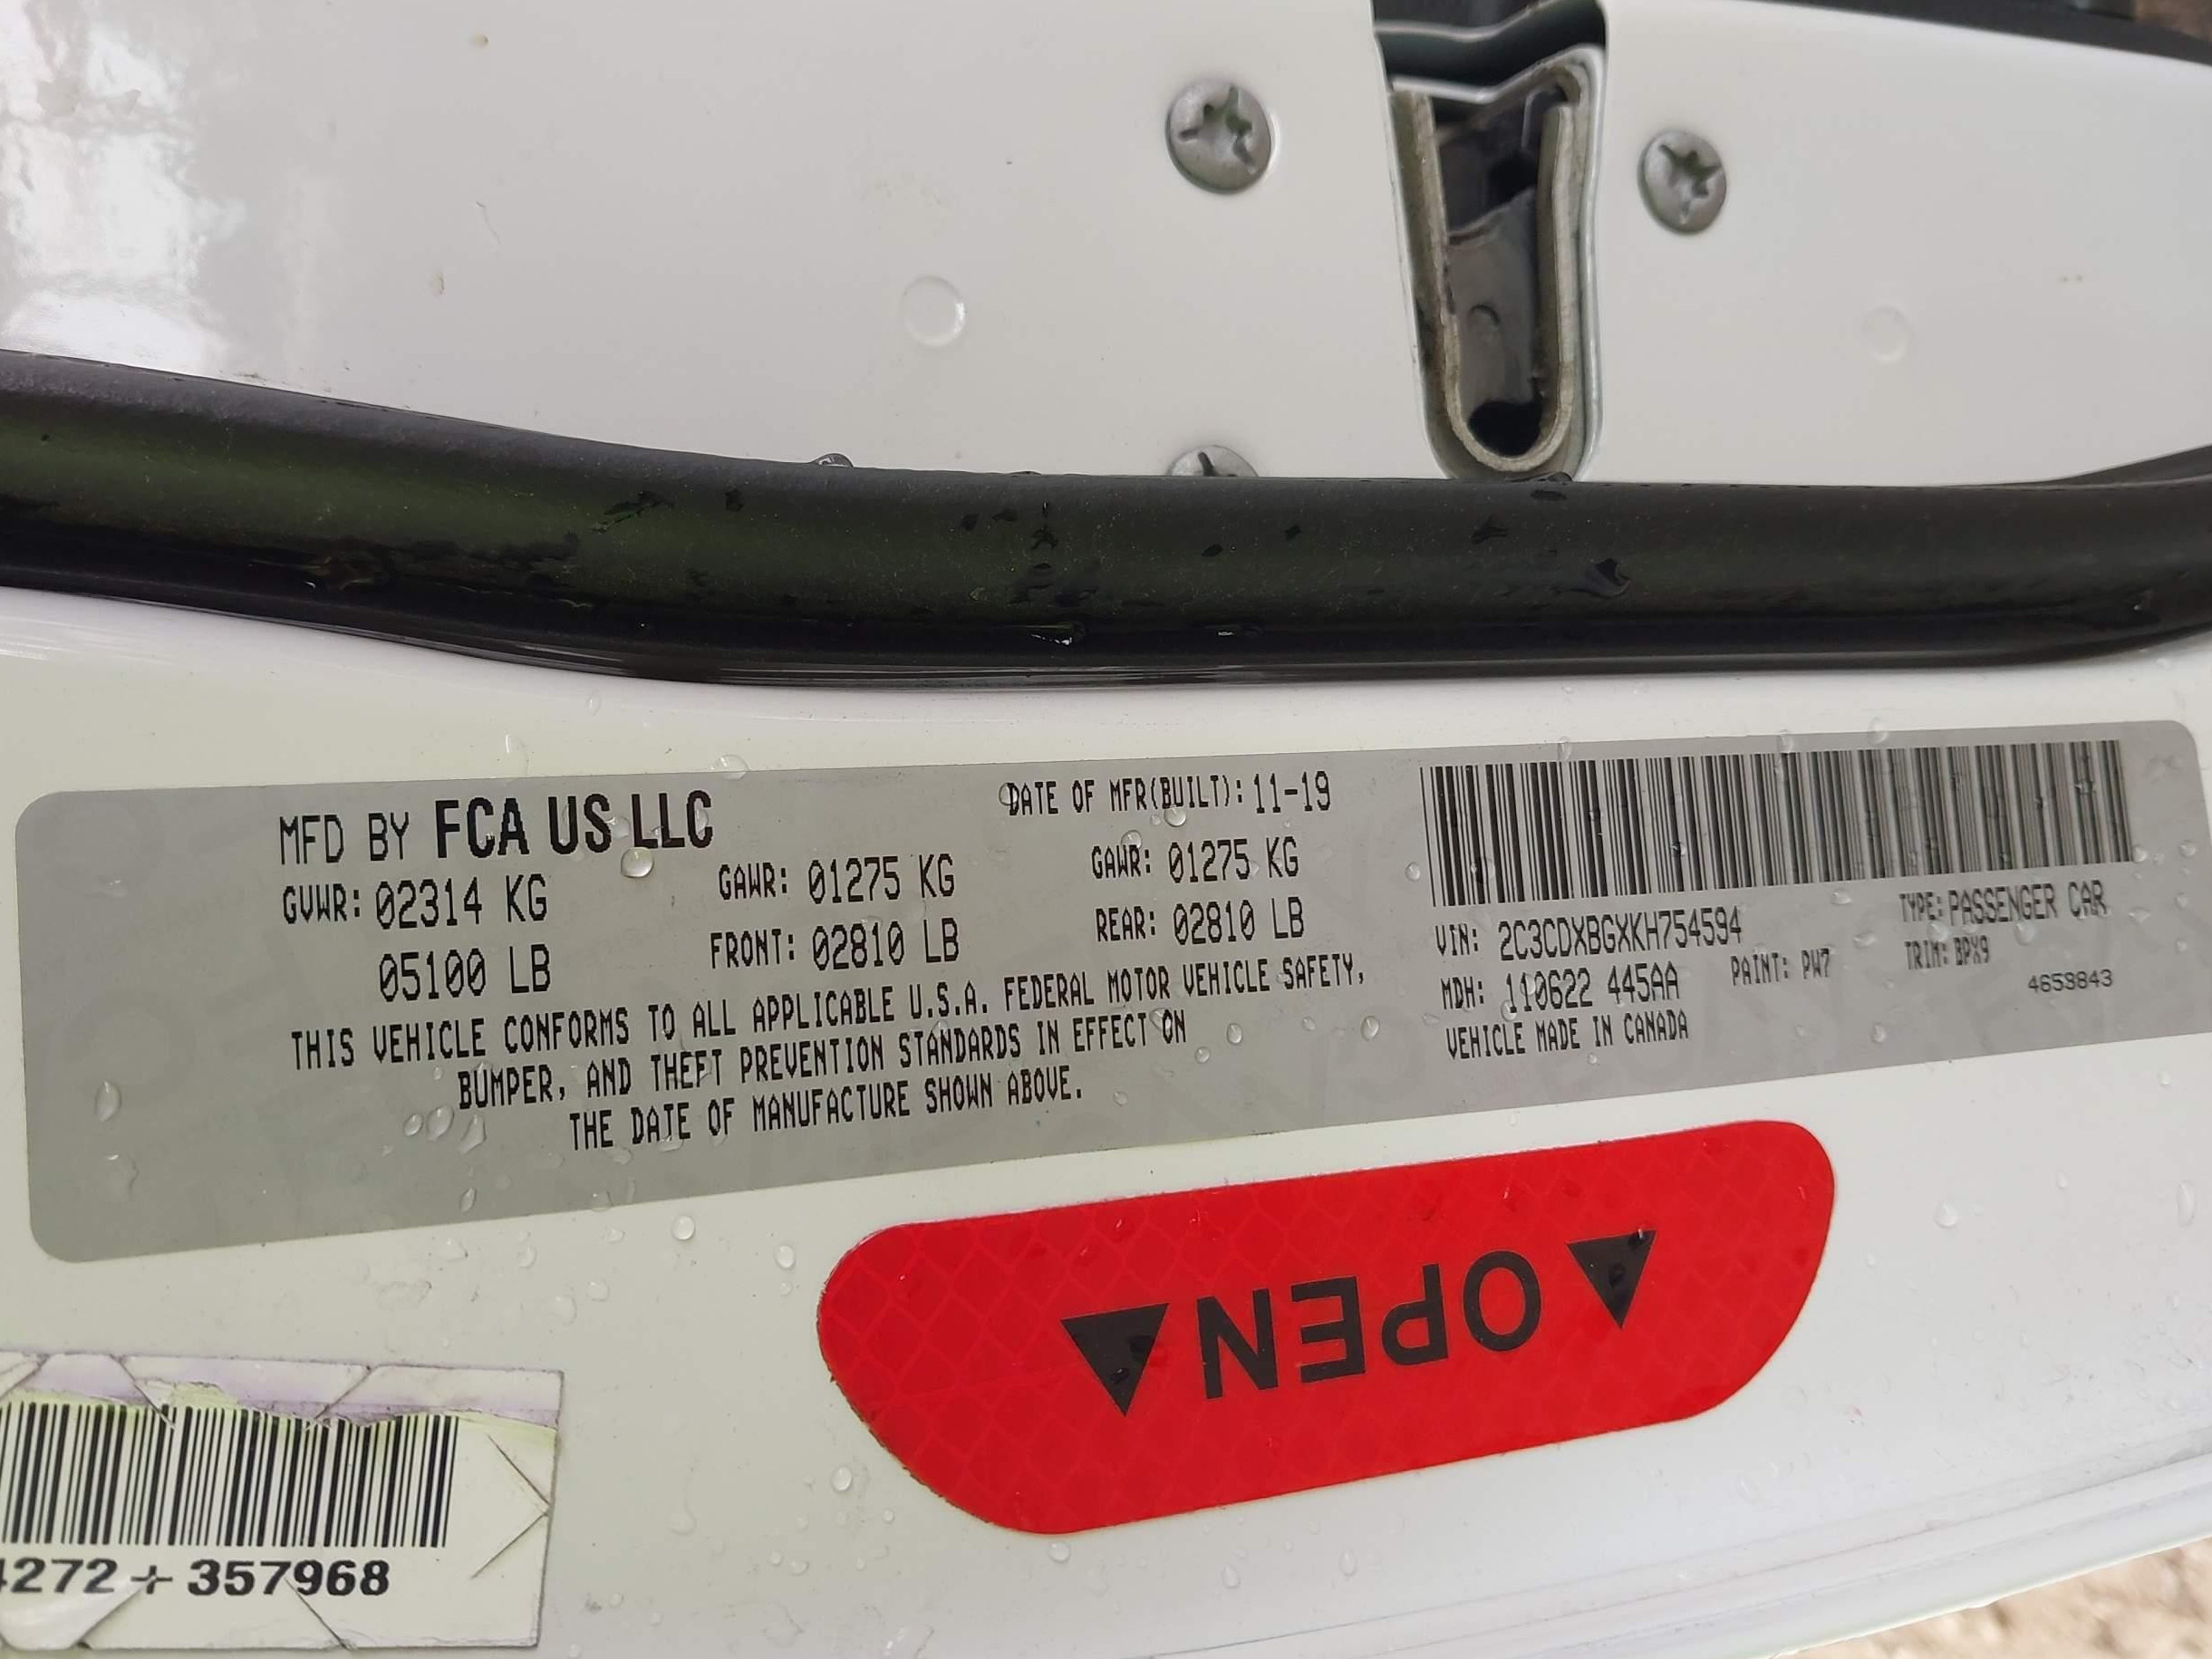 MFD BY FCA US LLC
DATE OF MFR(BUILT): 11-19
GVWR: 02314 KG
GAWR: 01275 KG
GAWR: 01275 KG
05100 LB
FRONT: 02810 LB
REAR: 02810 LB
THIS VEHICLE CONFORMS TO ALL APPLICABLE U.S.A. FEDERAL MOTOR VEHICLE SAFETY,
BUMPER, AND THEFT PREVENTION STANDARDS IN EFFECT ON
THE DATE OF MANUFACTURE SHOWN ABOVE.
VIN: 2C3CDXBGXKH754594
TYPE: PASSENGER CAR
MDH: 110622 445AA
PAINT: PW7
TRIM: BPX9
VEHICLE MADE IN CANADA
4659843
▲OPEN▲
4272+357968